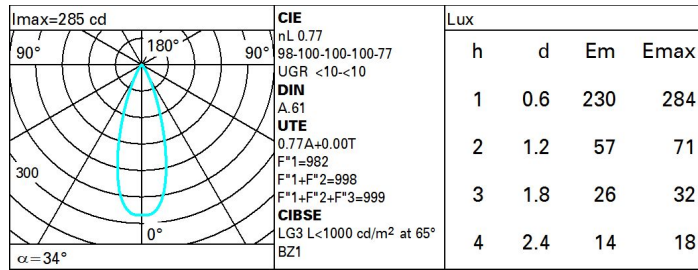 Imax=285 cd
90° 180° 90°
300
0°
α=34°
CIE
nL 0.77
98-100-100-100-77
UGR <10-<10
DIN
A.61
UTE
0.77A+0.00T
F"1=982
F"1+F"2=998
F"1+F"2+F"3=999
CIBSE
LG3 L<1000 cd/m² at 65°
BZ1
Lux
h d Em Emax
1 0.6 230 284
2 1.2 57 71
3 1.8 26 32
4 2.4 14 18